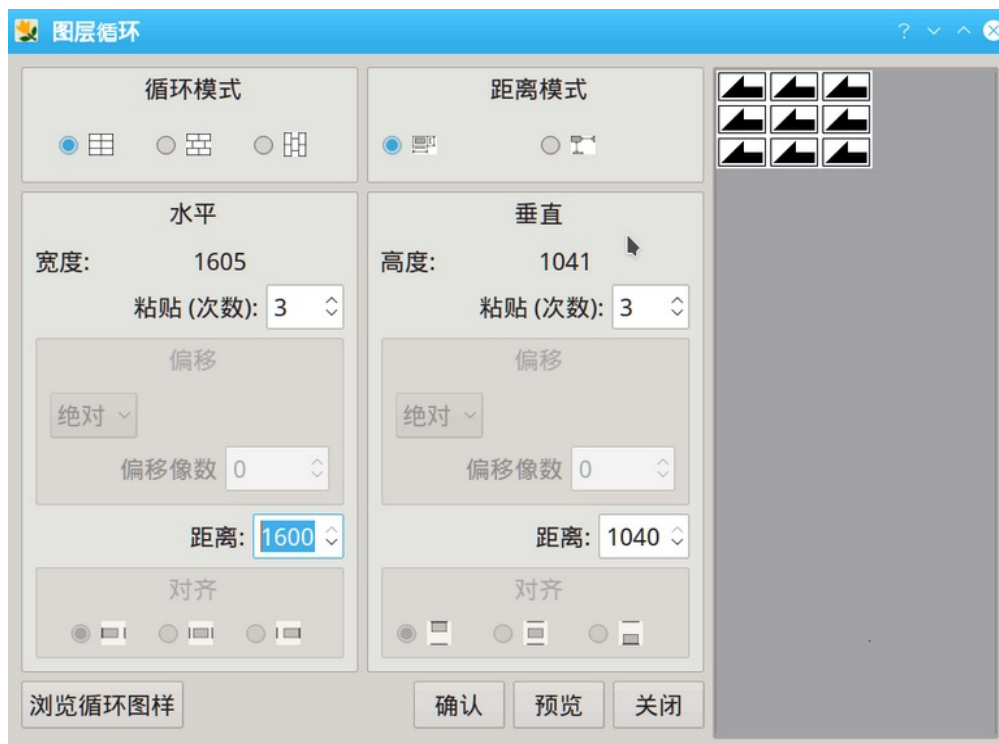 图层循环
循环模式
距离模式
水平
宽度: 1605
粘贴 (次数): 3
偏移
绝对
偏移像数 0
距离: 1600
对齐
垂直
高度: 1041
粘贴 (次数): 3
偏移
绝对
偏移像数 0
距离: 1040
对齐
浏览循环图样 确认 预览 关闭